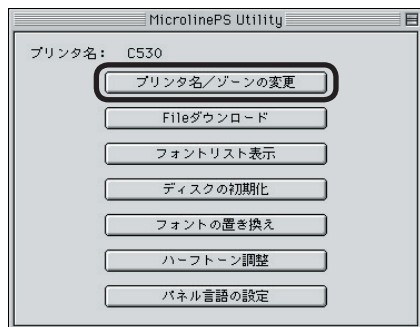 MicrolinePS Utility
プリンタ名： C530
プリンタ名／ゾーンの変更
Fileダウンロード
フォントリスト表示
ディスクの初期化
フォントの置き換え
ハーフトーン調整
パネル言語の設定